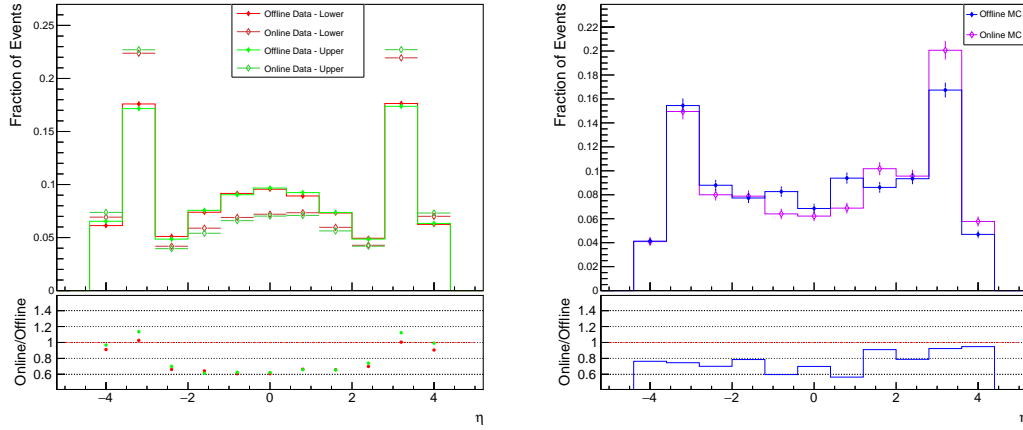 Fraction of Events
0.25
0.2
0.15
0.1
0.05
0
Offline Data - Lower
Online Data - Lower
Offline Data - Upper
Online Data - Upper
Online/Offline
1.4
1.2
1
0.8
0.6
−4 −2 0 2 4
η
Fraction of Events
0.22
0.2
0.18
0.16
0.14
0.12
0.1
0.08
0.06
0.04
0.02
0
Offline MC
Online MC
Online/Offline
1.4
1.2
1
0.8
0.6
−4 −2 0 2 4